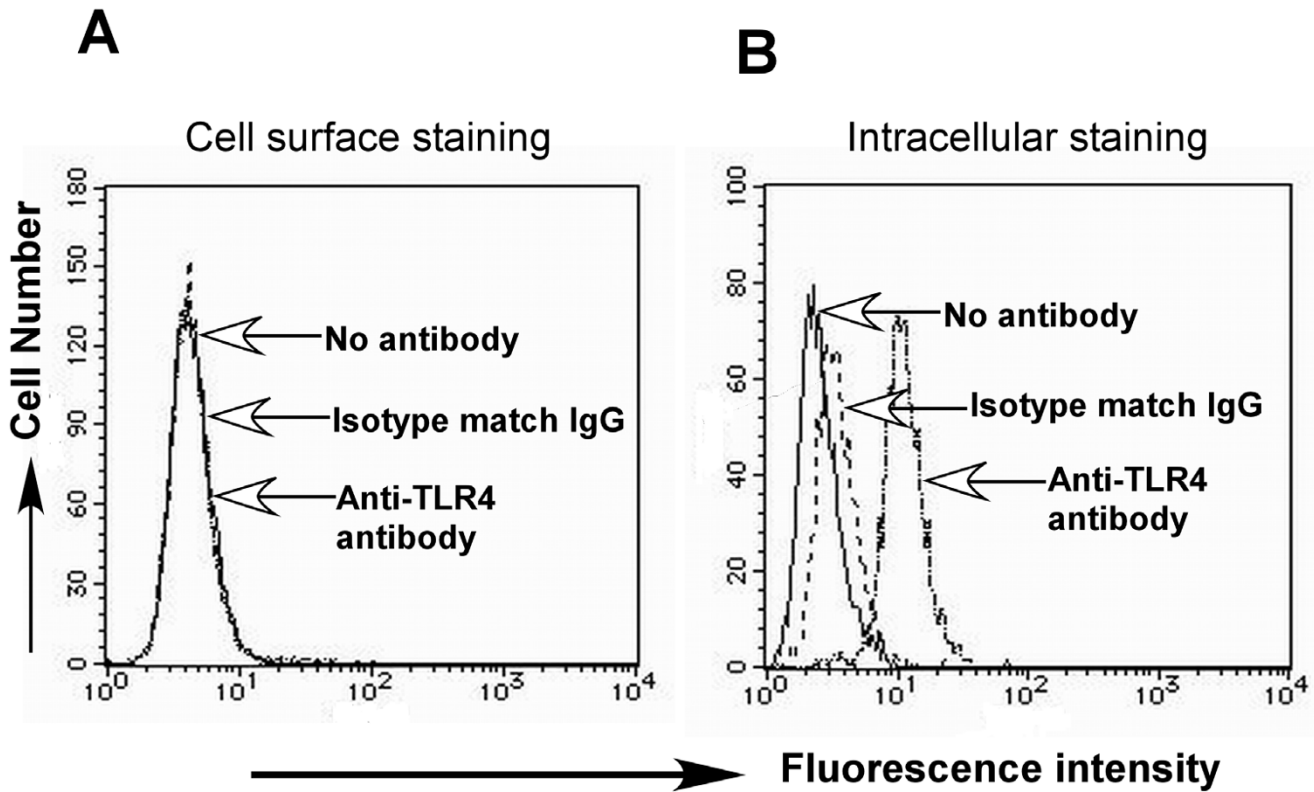 A
B
Cell surface staining
Intracellular staining
Cell Number
180
150
120
90
60
30
0
10^0
10^1
10^2
10^3
10^4
No antibody
Isotype match IgG
Anti-TLR4
antibody
100
80
60
40
20
0
10^0
10^1
10^2
10^3
10^4
No antibody
Isotype match IgG
Anti-TLR4
antibody
Fluorescence intensity